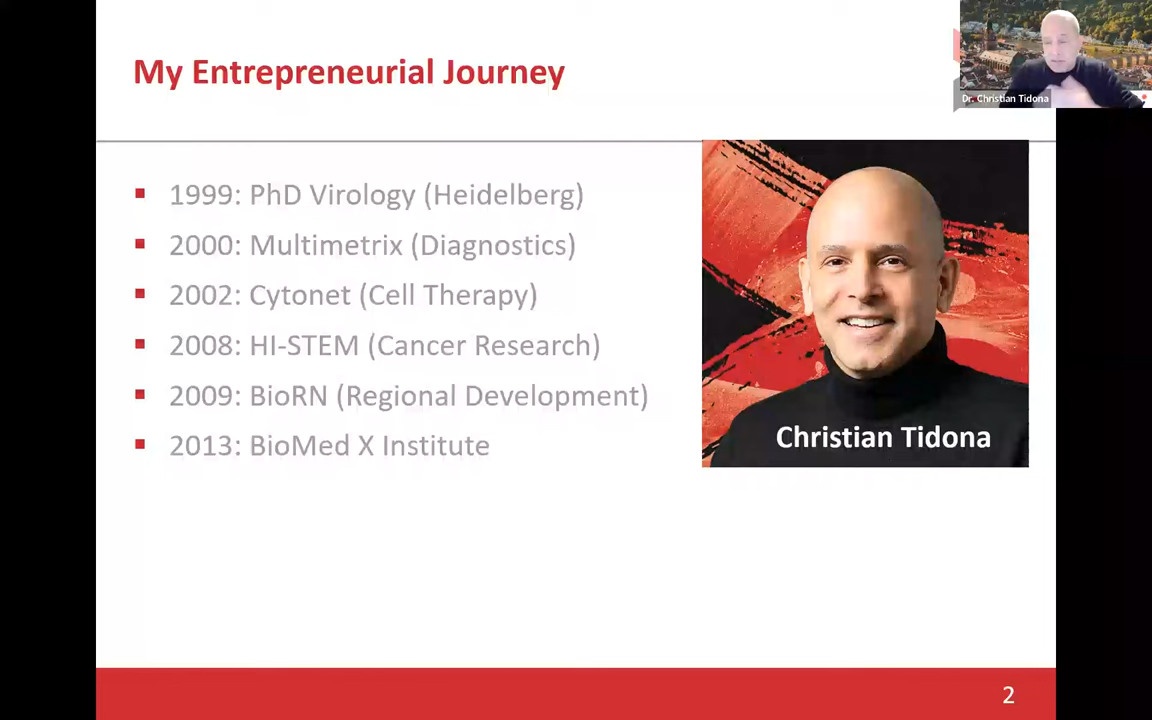 My Entrepreneurial Journey
Dr. Christian Tidona
1999: PhD Virology (Heidelberg)
2000: Multimetrix (Diagnostics)
2002: Cytonet (Cell Therapy)
2008: HI-STEM (Cancer Research)
2009: BioRN (Regional Development)
2013: BioMed X Institute
Christian Tidona
2